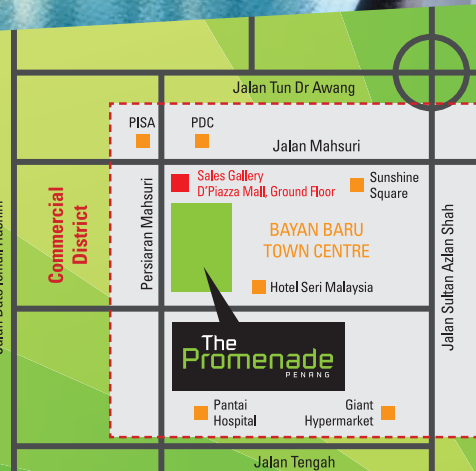 Jalan Tun Dr Awang
PISA
PDC
Jalan Mahsuri
Sales Gallery
D'Piazza Mall, Ground Floor
Sunshine
Square
Commercial
District
Persiaran Mahsuri
BAYAN BARU
TOWN CENTRE
Jalan Sultan Azlan Shah
Hotel Seri Malaysia
The
Promenade
PENANG
Pantai
Hospital
Giant
Hypermarket
Jalan Tengah